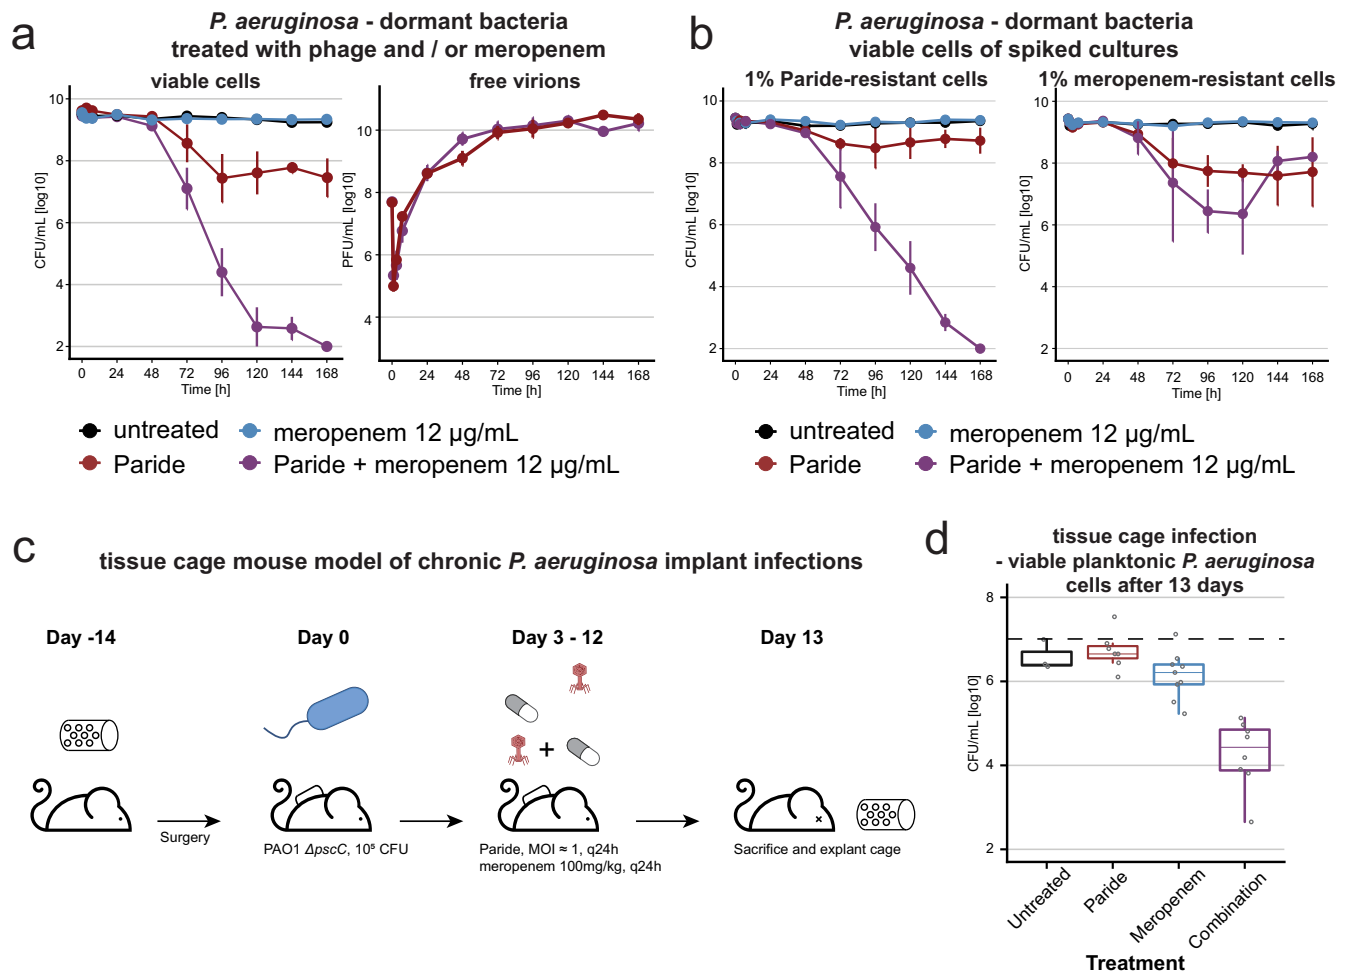 a
P. aeruginosa - dormant bacteria
treated with phage and / or meropenem
viable cells
free virions
CFU/mL [log10]
10
8
6
4
2
0 24 48 72 96 120 144 168
Time [h]
PFU/mL [log10]
10
8
6
4
0 24 48 72 96 120 144 168
Time [h]
untreated
meropenem 12 µg/mL
Paride
Paride + meropenem 12 µg/mL
b
P. aeruginosa - dormant bacteria
viable cells of spiked cultures
1% Paride-resistant cells
1% meropenem-resistant cells
CFU/mL [log10]
10
8
6
4
2
0 24 48 72 96 120 144 168
Time [h]
CFU/mL [log10]
10
8
6
4
2
0 24 48 72 96 120 144 168
Time [h]
untreated
meropenem 12 µg/mL
Paride
Paride + meropenem 12 µg/mL
c
tissue cage mouse model of chronic P. aeruginosa implant infections
Day -14
Day 0
Day 3 - 12
Day 13
+
Surgery
PAO1 ΔpscC, 10⁵ CFU
Paride, MOI ≈ 1, q24h
meropenem 100mg/kg, q24h
Sacrifice and explant cage
d
tissue cage infection
- viable planktonic P. aeruginosa
cells after 13 days
CFU/mL [log10]
8
6
4
2
Untreated
Paride
Meropenem
Combination
Treatment